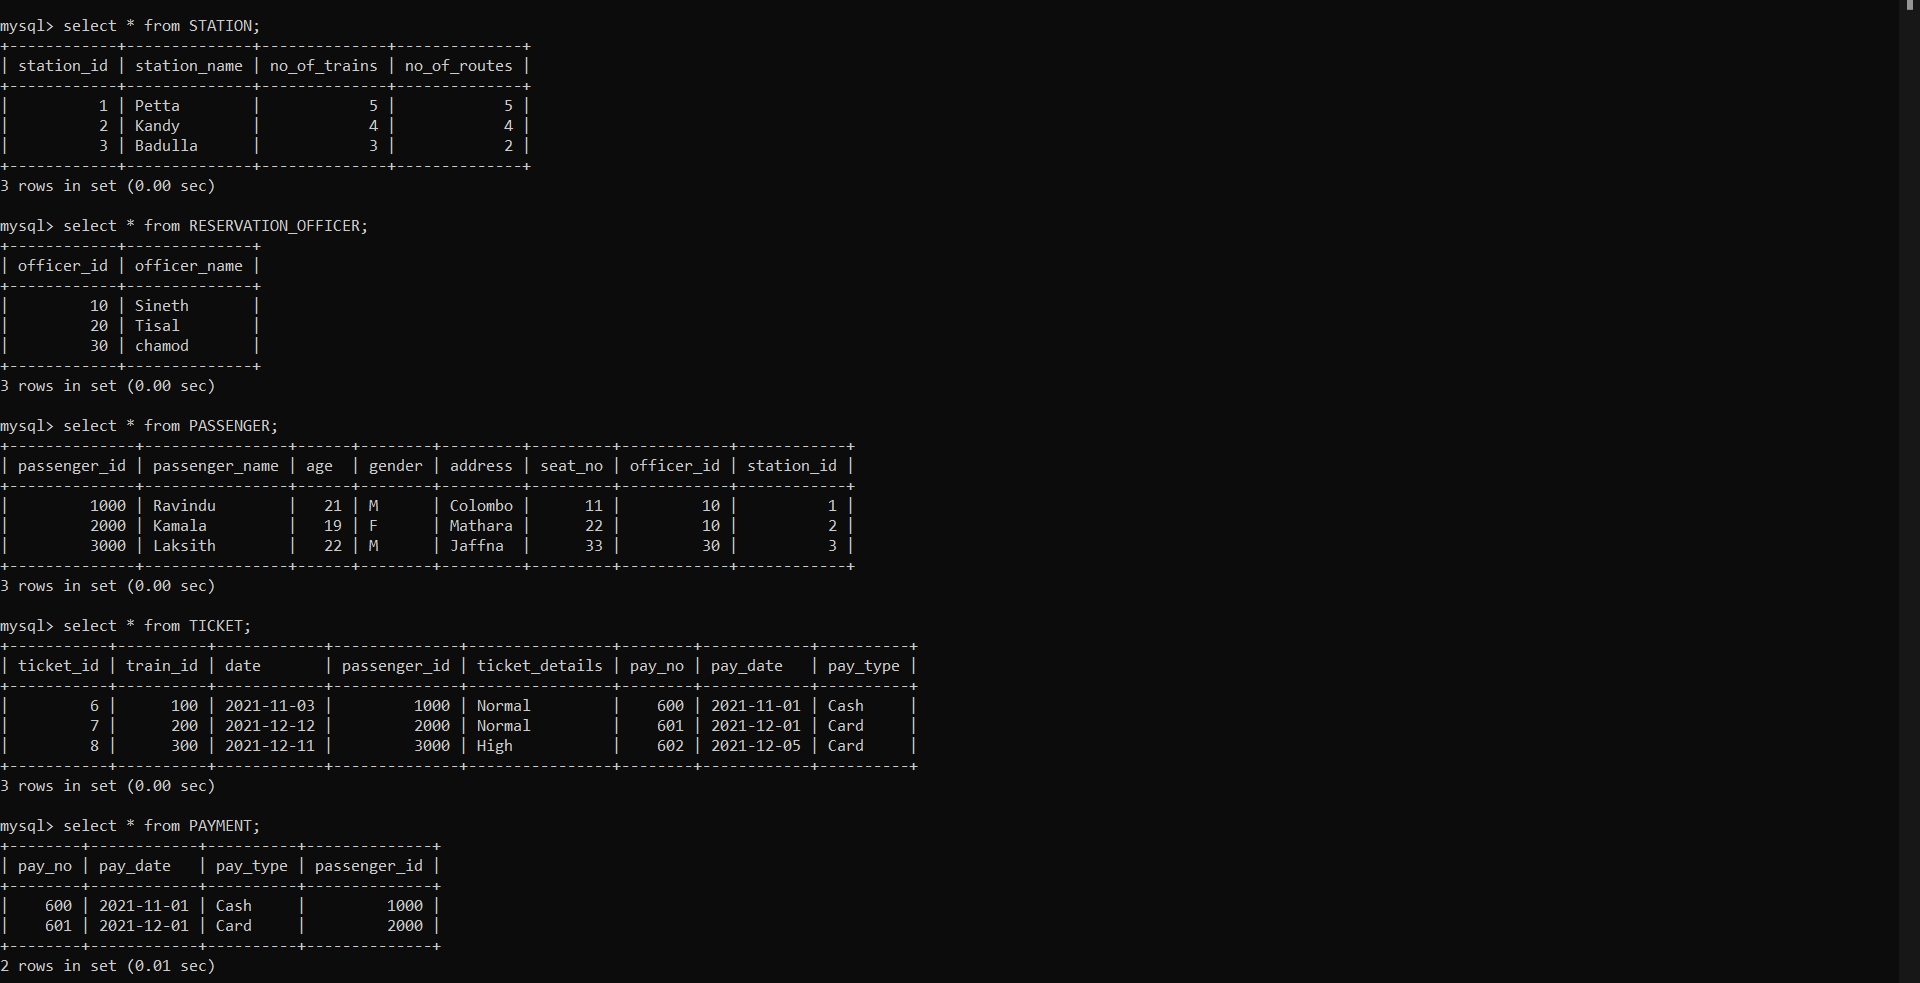 mysql> select * from STATION;
+------------+--------------+--------------+--------------+
| station_id | station_name | no_of_trains | no_of_routes |
+------------+--------------+--------------+--------------+
|          1 | Petta        |            5 |            5 |
|          2 | Kandy        |            4 |            4 |
|          3 | Badulla      |            3 |            2 |
+------------+--------------+--------------+--------------+
3 rows in set (0.00 sec)

mysql> select * from RESERVATION_OFFICER;
+------------+--------------+
| officer_id | officer_name |
+------------+--------------+
|         10 | Sineth       |
|         20 | Tisal        |
|         30 | chamod       |
+------------+--------------+
3 rows in set (0.00 sec)

mysql> select * from PASSENGER;
+--------------+----------------+------+--------+---------+---------+------------+------------+
| passenger_id | passenger_name | age  | gender | address | seat_no | officer_id | station_id |
+--------------+----------------+------+--------+---------+---------+------------+------------+
|         1000 | Ravindu        |   21 | M      | Colombo |      11 |         10 |          1 |
|         2000 | Kamala         |   19 | F      | Mathara |      22 |         10 |          2 |
|         3000 | Laksith        |   22 | M      | Jaffna  |      33 |         30 |          3 |
+--------------+----------------+------+--------+---------+---------+------------+------------+
3 rows in set (0.00 sec)

mysql> select * from TICKET;
+-----------+----------+------------+--------------+----------------+--------+------------+----------+
| ticket_id | train_id | date       | passenger_id | ticket_details | pay_no | pay_date   | pay_type |
+-----------+----------+------------+--------------+----------------+--------+------------+----------+
|         6 |      100 | 2021-11-03 |         1000 | Normal         |    600 | 2021-11-01 | Cash     |
|         7 |      200 | 2021-12-12 |         2000 | Normal         |    601 | 2021-12-01 | Card     |
|         8 |      300 | 2021-12-11 |         3000 | High           |    602 | 2021-12-05 | Card     |
+-----------+----------+------------+--------------+----------------+--------+------------+----------+
3 rows in set (0.00 sec)

mysql> select * from PAYMENT;
+--------+------------+----------+--------------+
| pay_no | pay_date   | pay_type | passenger_id |
+--------+------------+----------+--------------+
|    600 | 2021-11-01 | Cash     |         1000 |
|    601 | 2021-12-01 | Card     |         2000 |
+--------+------------+----------+--------------+
2 rows in set (0.01 sec)